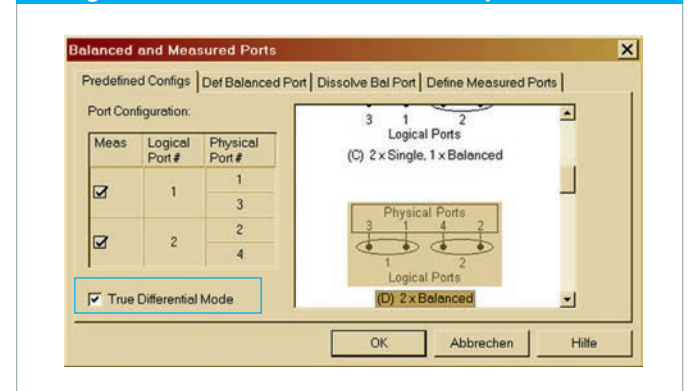 Balanced and Measured Ports
Predefined Configs Def Balanced Port Dissolve Bal Port Define Measured Ports
Port Configuration:
Meas Logical Port# Physical Port#
1
1
3
2
2
4
True Differential Mode
3 1 2
Logical Ports
(C) 2 x Single, 1 x Balanced
Physical Ports
3 1 4 2
1 2
Logical Ports
(D) 2 x Balanced
OK Abbrechen Hilfe